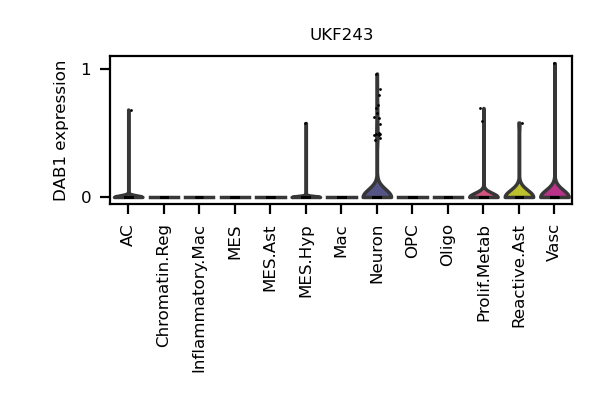 UKF243
DAB1 expression
1
0
AC
Chromatin.Reg
Inflammatory.Mac
MES
MES.Ast
MES.Hyp
Mac
Neuron
OPC
Oligo
Prolif.Metab
Reactive.Ast
Vasc